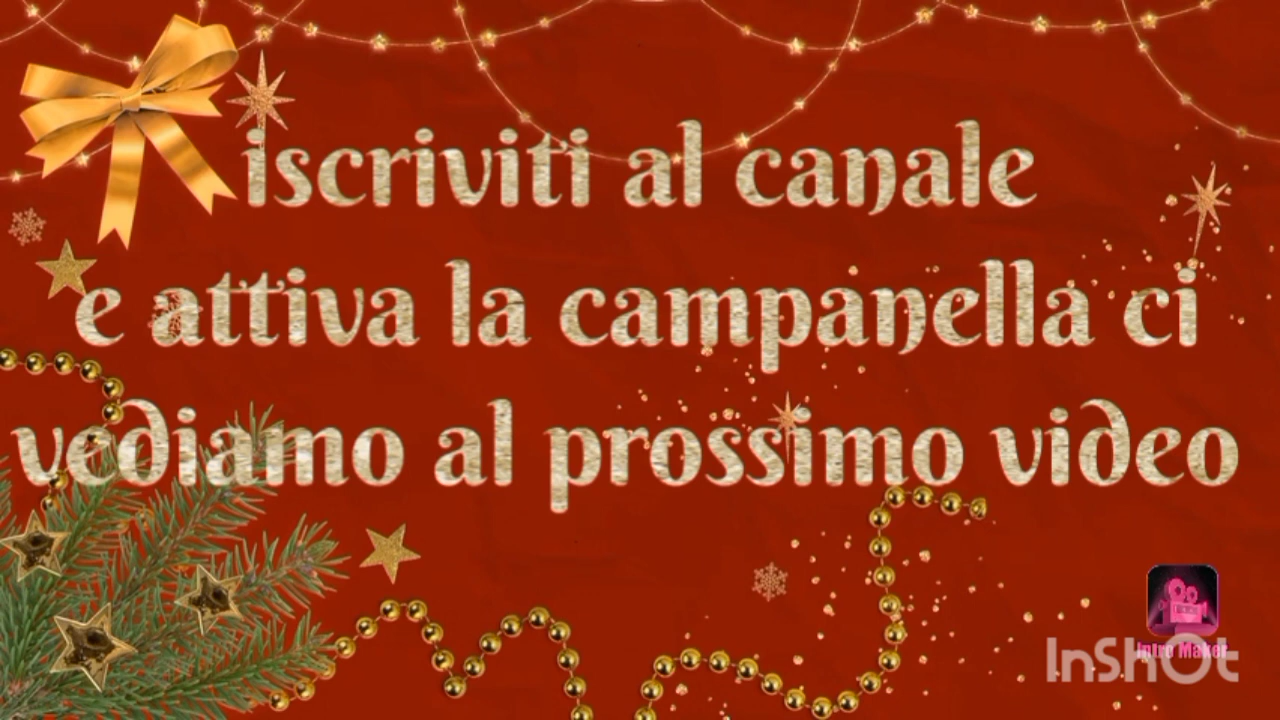 iscriviti al canale
e attiva la campanella ci
vediamo al prossimo video
Intro Maker
InShOt